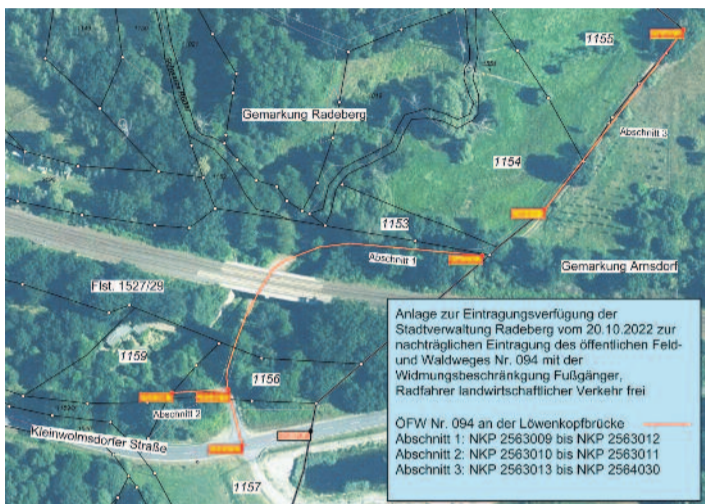 1155
Gemarkung Radeberg
Abschnitt 3
1154
1153
Abschnitt 1
Gemarkung Arnsdorf
Flst. 1527/29
1159
1156
Abschnitt 2
Kleinwolmsdorfer Straße
1157
Anlage zur Eintragungsverfügung der
Stadtverwaltung Radeberg vom 20.10.2022 zur
nachträglichen Eintragung des öffentlichen Feld-
und Waldweges Nr. 094 mit der
Widmungsbeschränkgung Fußgänger,
Radfahrer landwirtschaftlicher Verkehr frei
ÖFW Nr. 094 an der Löwenkopfbrücke
Abschnitt 1: NKP 2563009 bis NKP 2563012
Abschnitt 2: NKP 2563010 bis NKP 2563011
Abschnitt 3: NKP 2563013 bis NKP 2564030